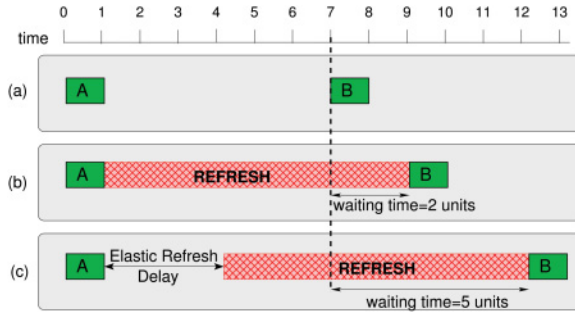 0 1 2 3 4 5 6 7 8 9 10 11 12 13
time
(a) A B
(b) A REFRESH B
waiting time=2 units
(c) A Elastic Refresh
Delay REFRESH B
waiting time=5 units